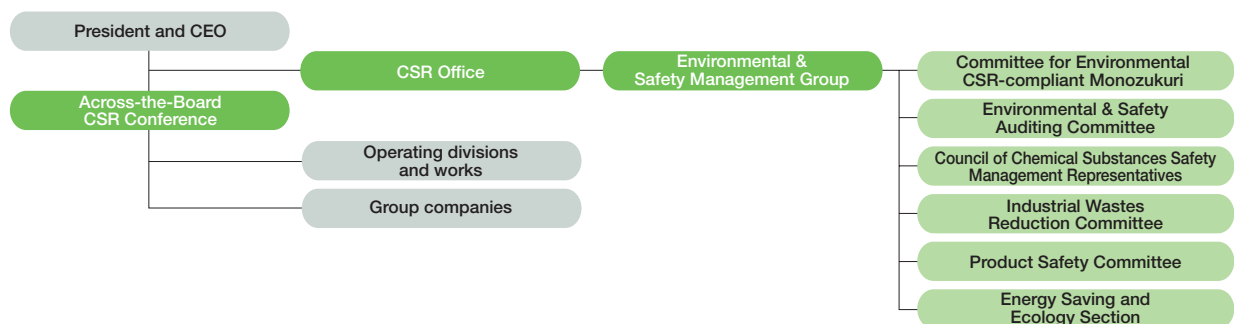 President and CEO
CSR Office
Environmental &
Safety Management Group
Across-the-Board
CSR Conference
Operating divisions
and works
Group companies
Committee for Environmental
CSR-compliant Monozukuri
Environmental & Safety
Auditing Committee
Council of Chemical Substances Safety
Management Representatives
Industrial Wastes
Reduction Committee
Product Safety Committee
Energy Saving and
Ecology Section